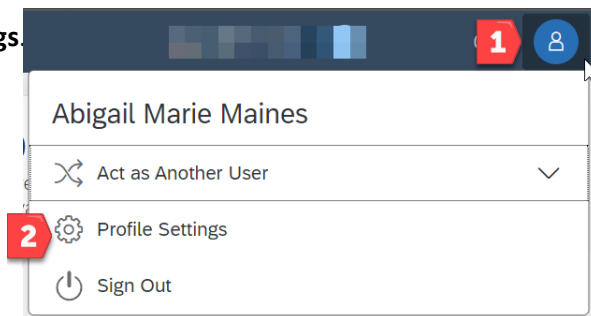 gs.
1
Abigail Marie Maines
Act as Another User
2 Profile Settings
Sign Out